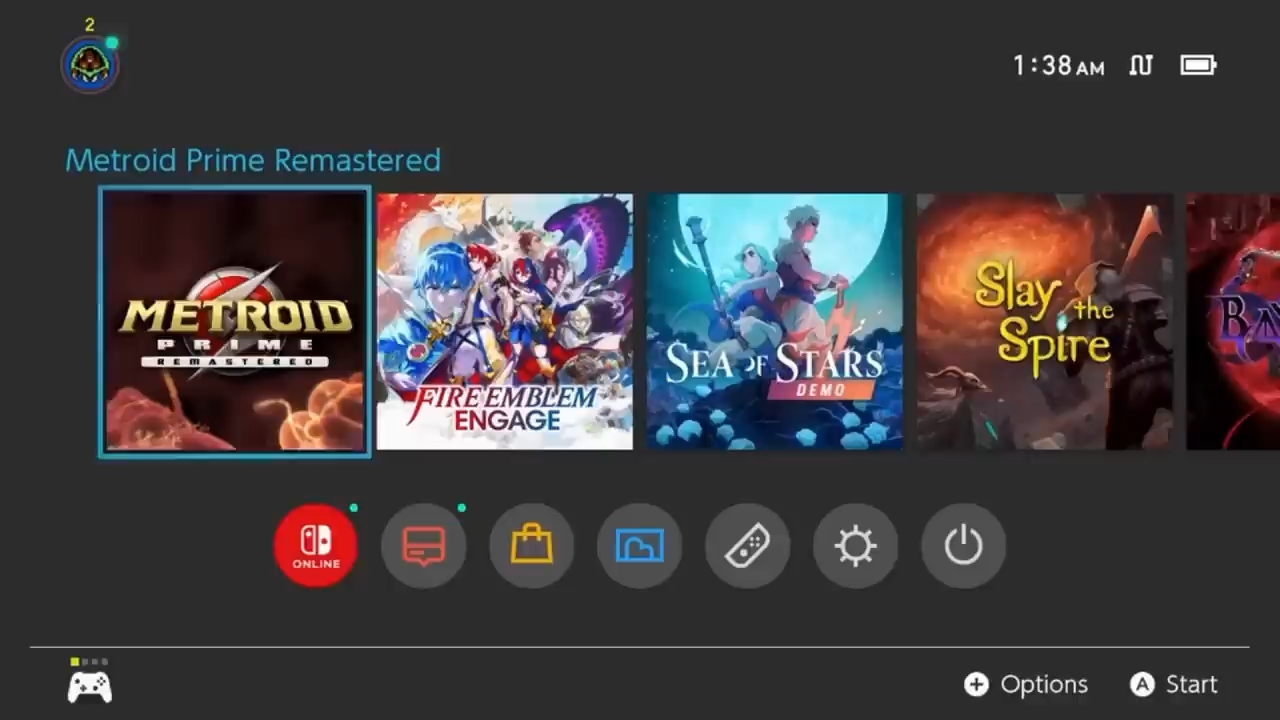 2
1:38 AM
Metroid Prime Remastered
METROID
PRIME
REMASTERED
FIRE EMBLEM
ENGAGE
SEA OF STARS
DEMO
Slay
the
Spire
BA
ONLINE
+ Options
A Start